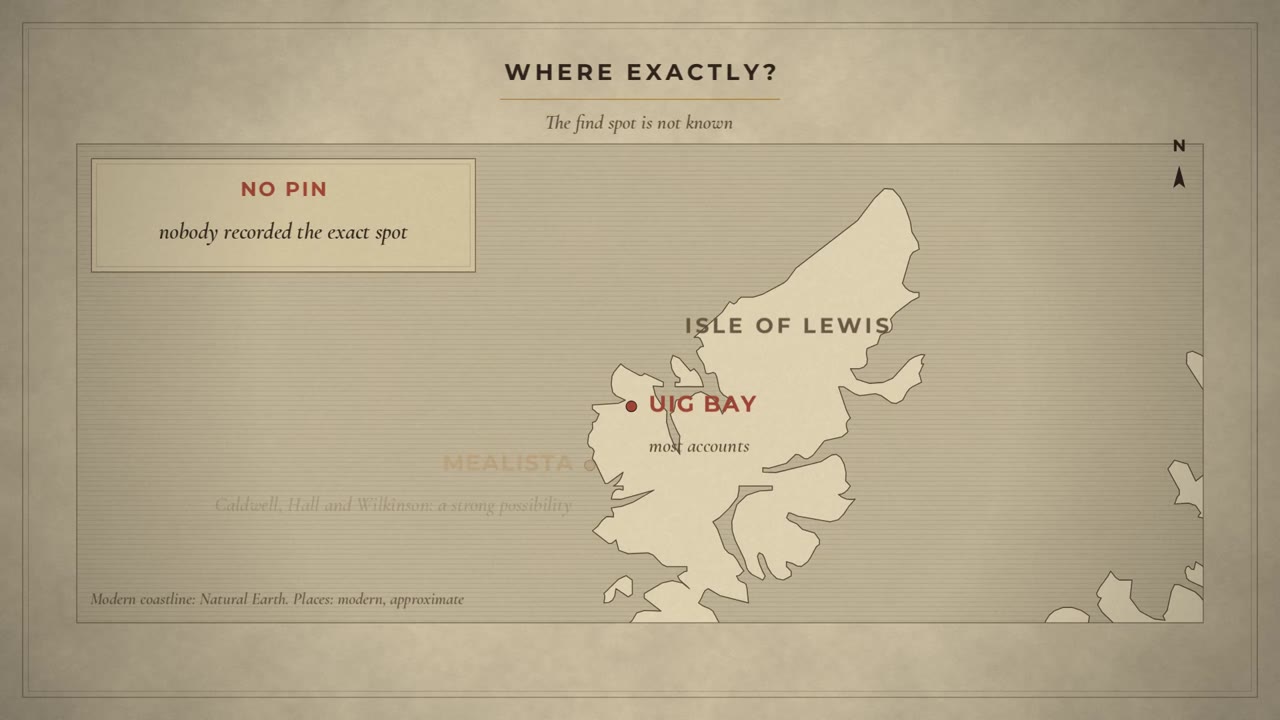 WHERE EXACTLY?
The find spot is not known
N
NO PIN
nobody recorded the exact spot
ISLE OF LEWIS
UIG BAY
most accounts
MEALISTA
Caldwell, Hall and Wilkinson: a strong possibility
Modern coastline: Natural Earth. Places: modern, approximate